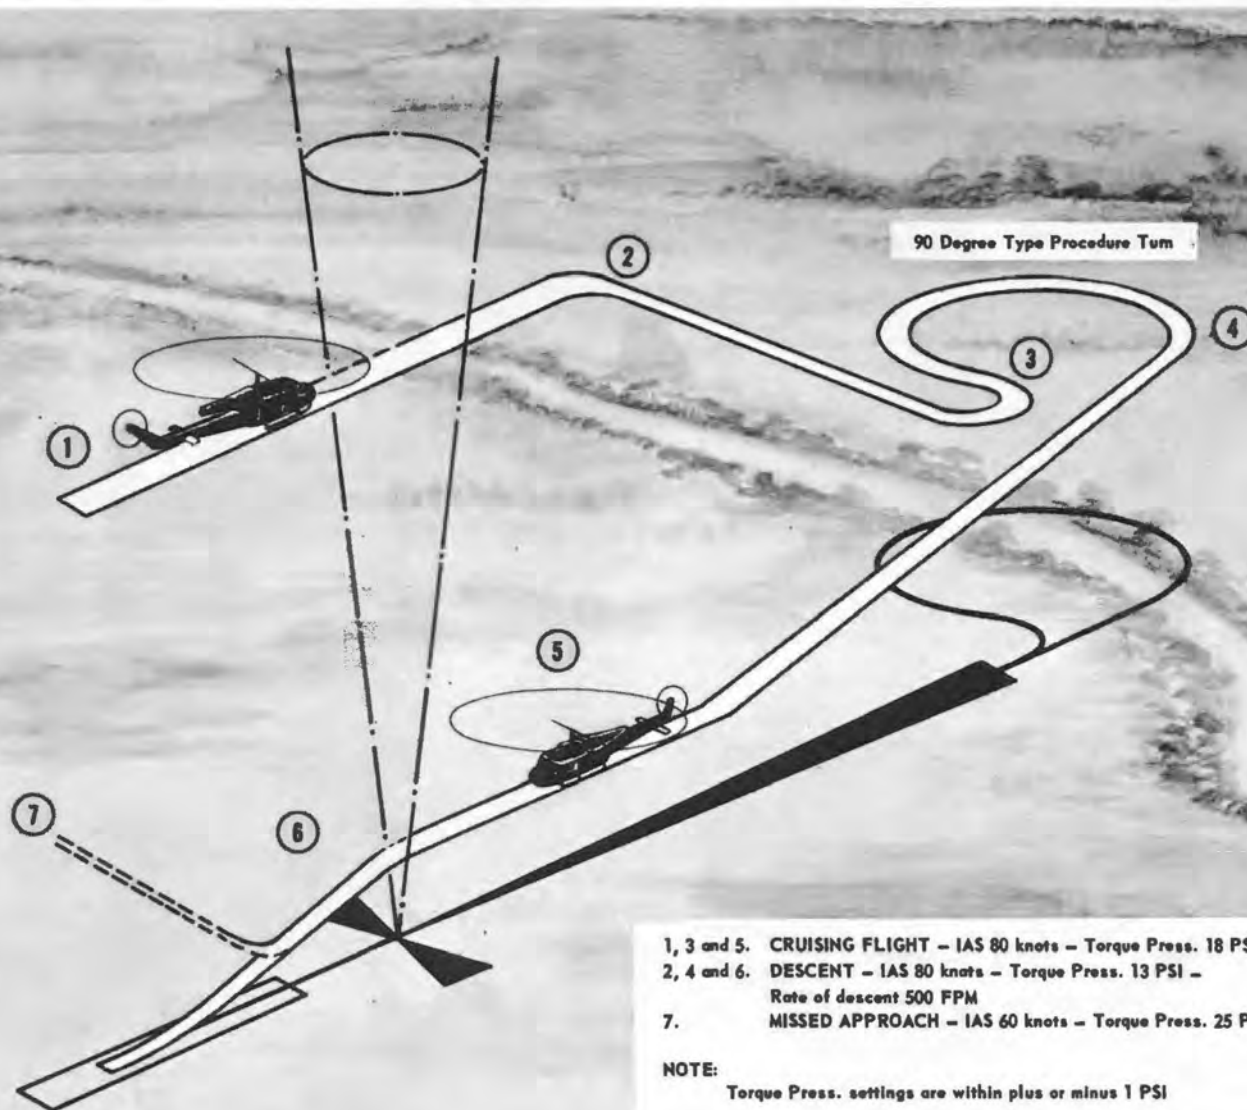 90 Degree Type Procedure Turn
2
4
3
1
5
7
6
1, 3 and 5. CRUISING FLIGHT – IAS 80 knots – Torque Press. 18
2, 4 and 6. DESCENT – IAS 80 knots – Torque Press. 13 PSI –
Rate of descent 500 FPM
7. MISSED APPROACH – IAS 60 knots – Torque Press. 25
NOTE:
Torque Press. settings are within plus or minus 1 PSI